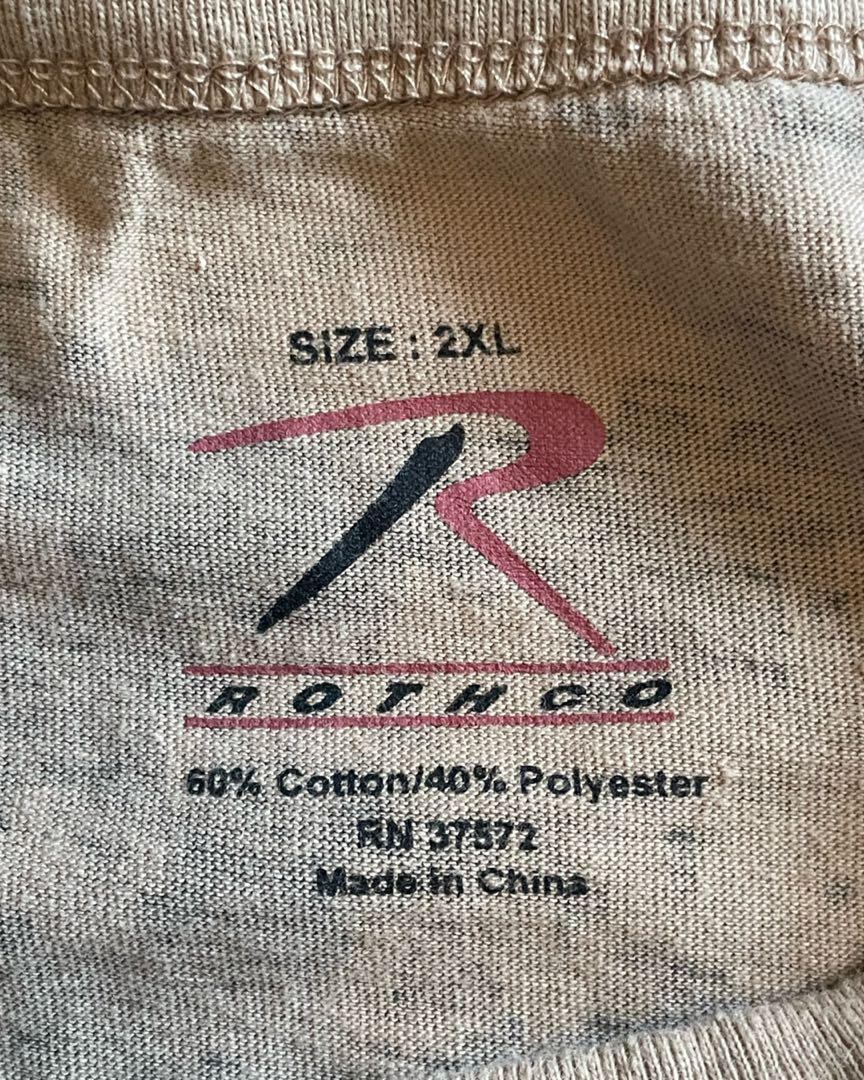 SIZE : 2XL
ROTHCO
60% Cotton/40% Polyester
RN 37572
Made in China